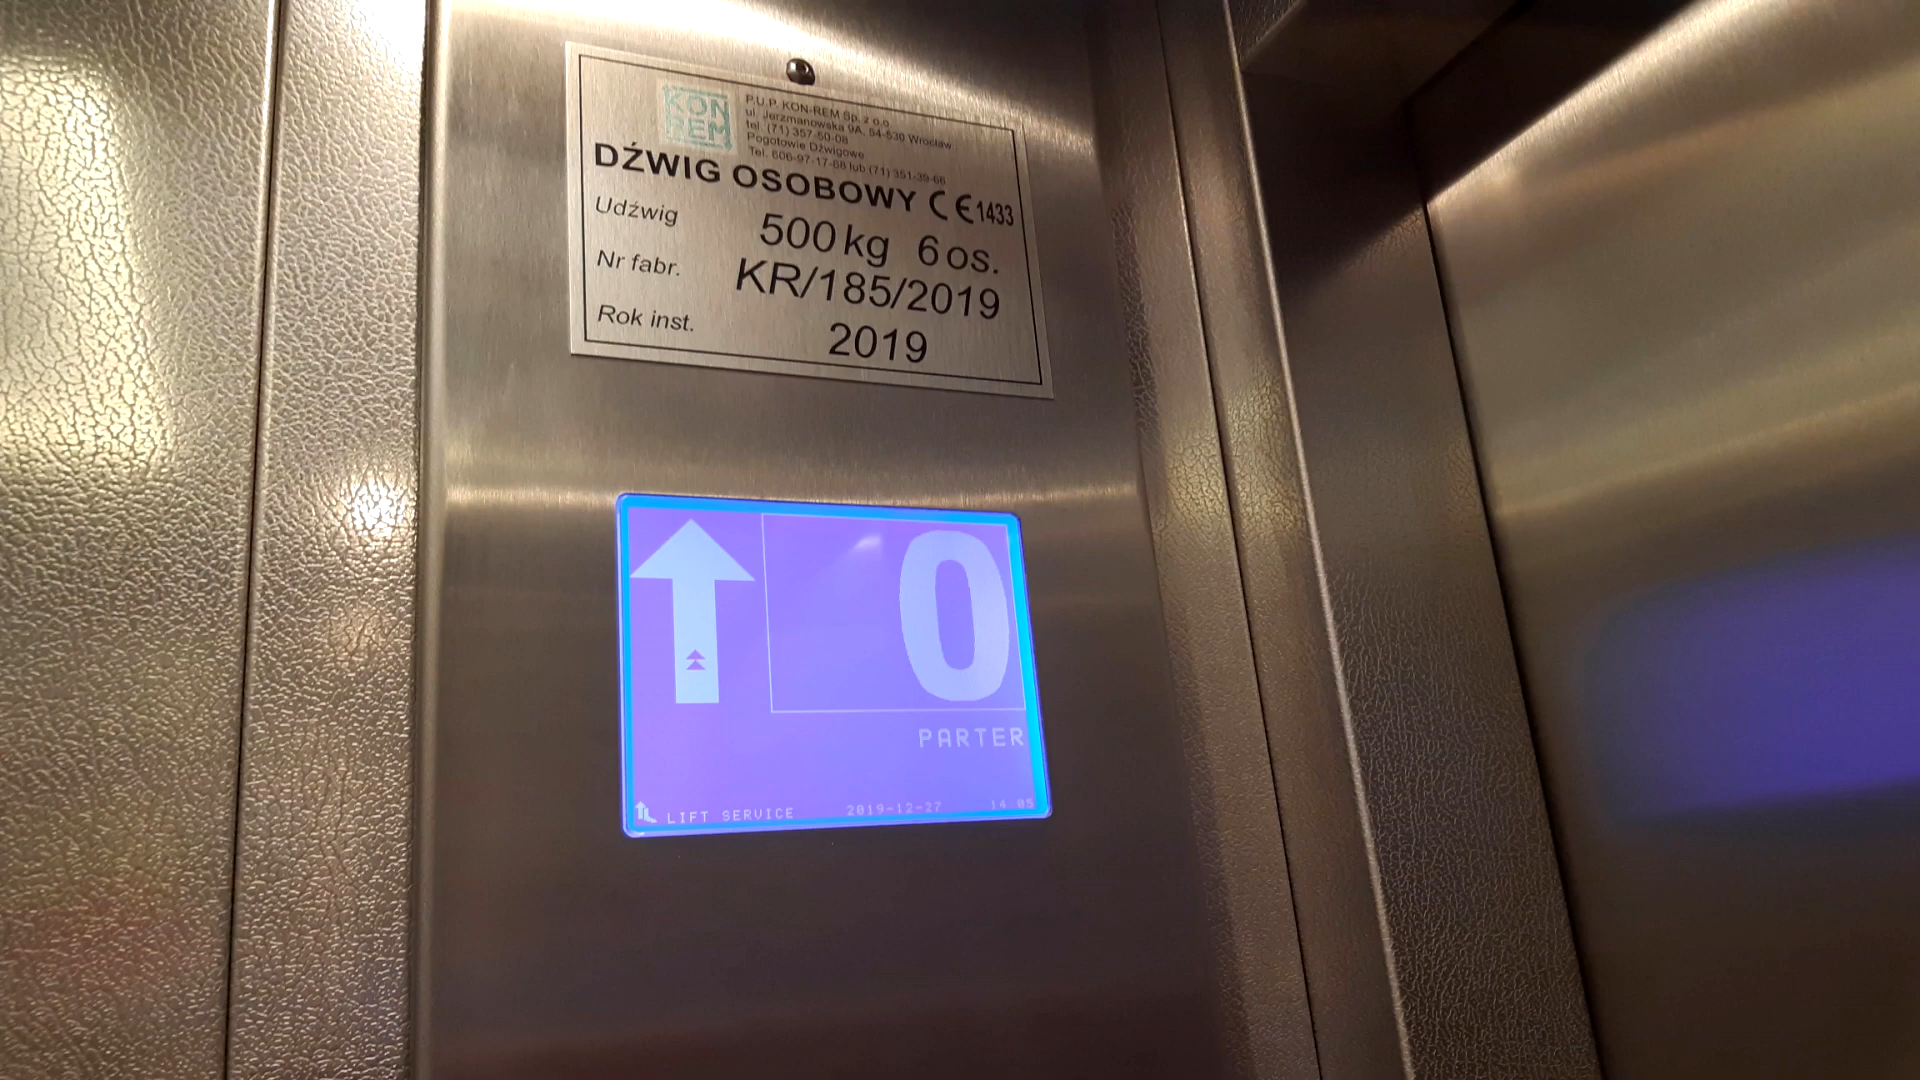 KON
REM
P.U.P. KON-REM Sp. z o.o.
ul. Jerzmanowska 9A, 54-530 Wrocław
tel. (71) 357-50-08
Pogotowie Dźwigowe
Tel. 606-97-17-68 lub (71) 351-39-66
DŹWIG OSOBOWY CE 1433
Udźwig 500 kg 6 os.
Nr fabr. KR/185/2019
Rok inst. 2019
0
PARTER
LIFT SERVICE 2019-12-27 14:05